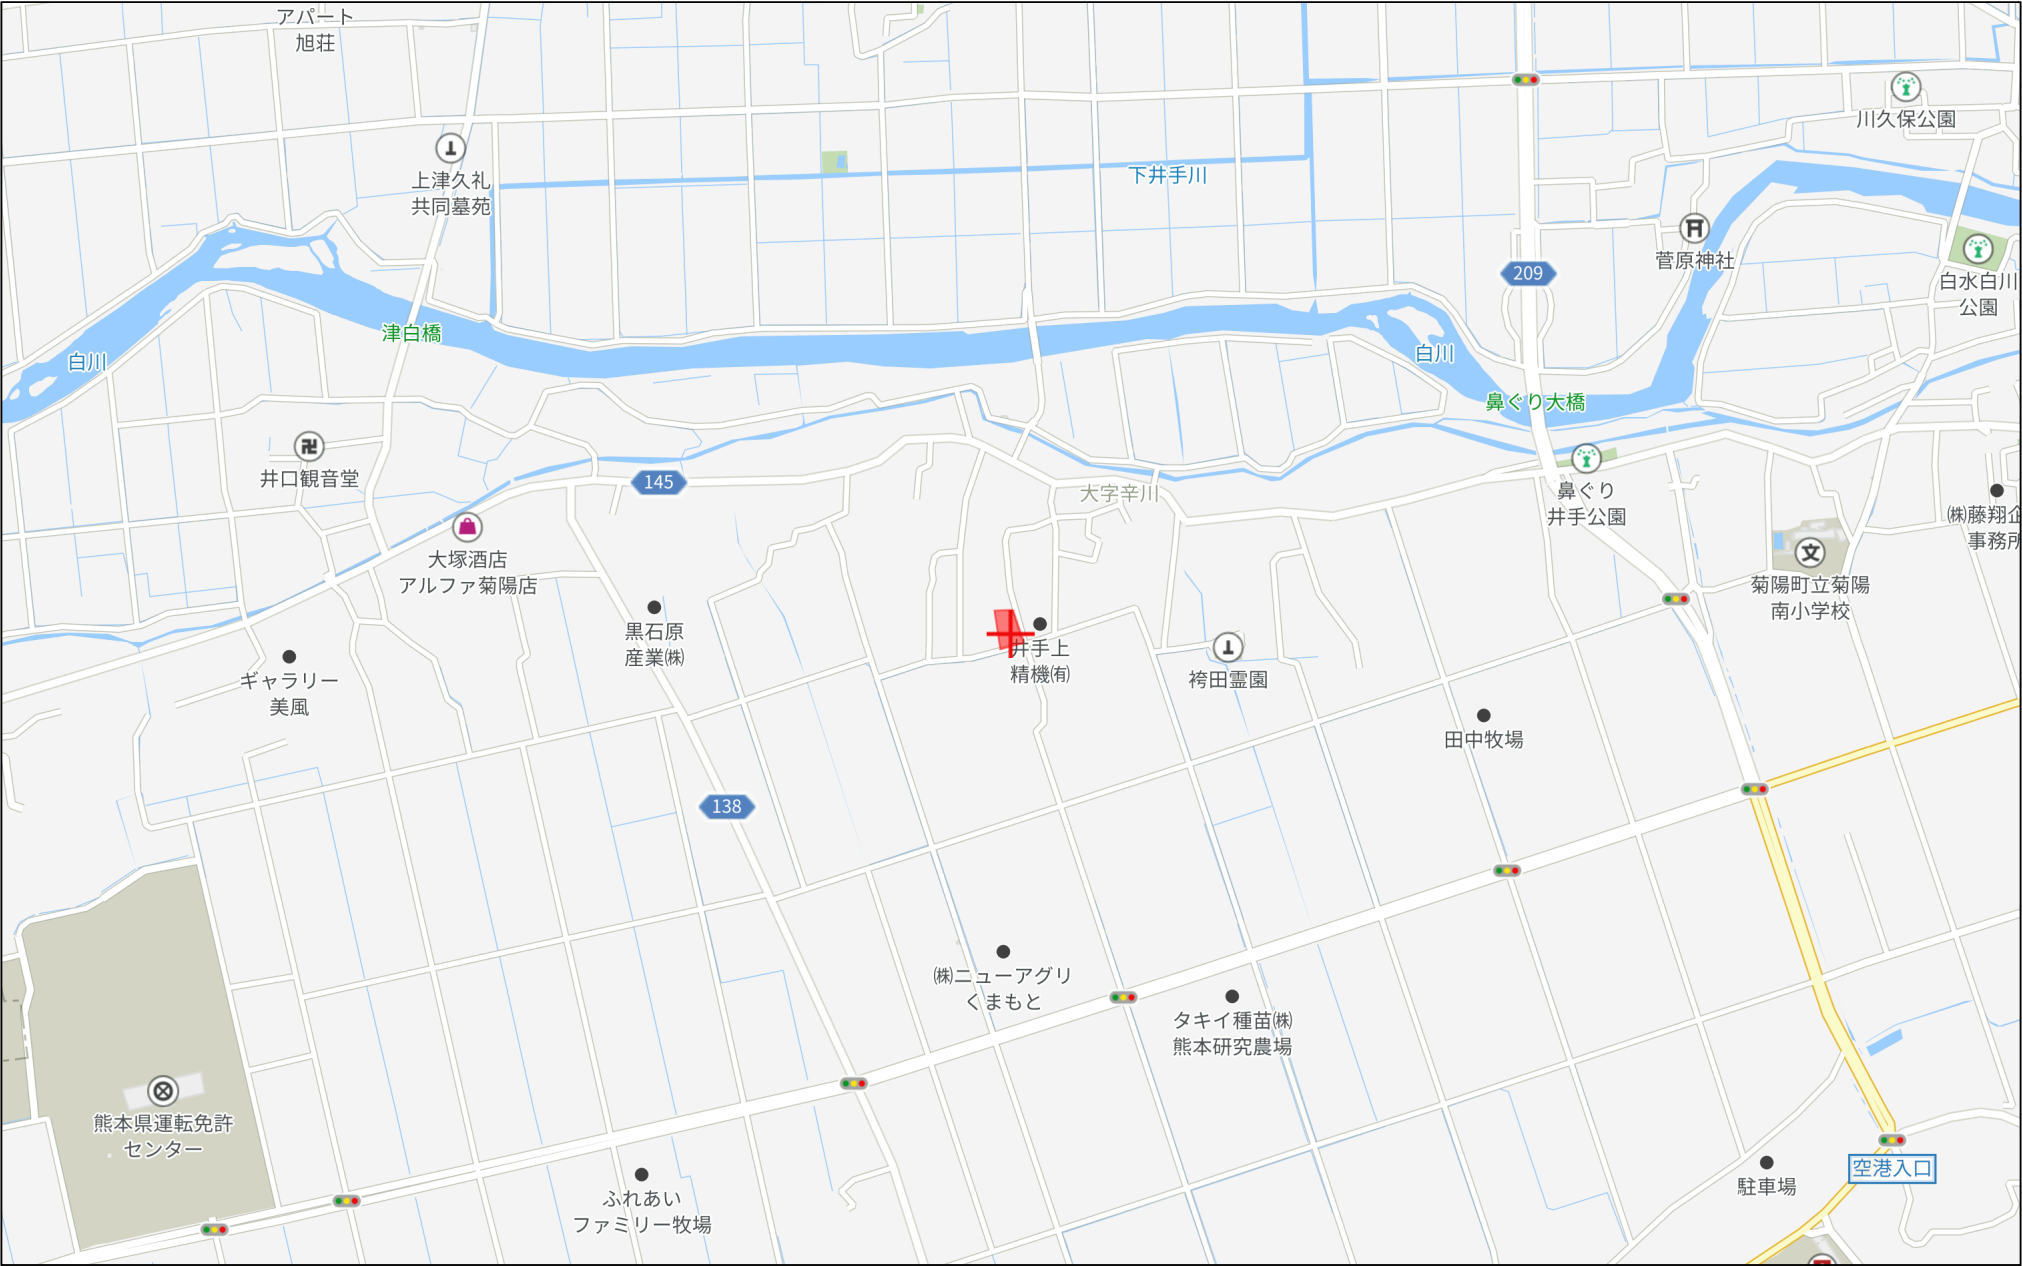 アパート
旭荘
川久保公園
上津久礼
共同墓苑
下井手川
菅原神社
209
白水白川
公園
津白橋
白川
白川
鼻ぐり大橋
井口観音堂
145
大字辛川
鼻ぐり
井手公園
㈱藤翔企
事務所
大塚酒店
アルファ菊陽店
菊陽町立菊陽
南小学校
文
黒石原
産業㈱
井手上
精機㈲
ギャラリー
美風
袴田霊園
田中牧場
138
㈱ニューアグリ
くまもと
タキイ種苗㈱
熊本研究農場
熊本県運転免許
センター
空港入口
駐車場
ふれあい
ファミリー牧場